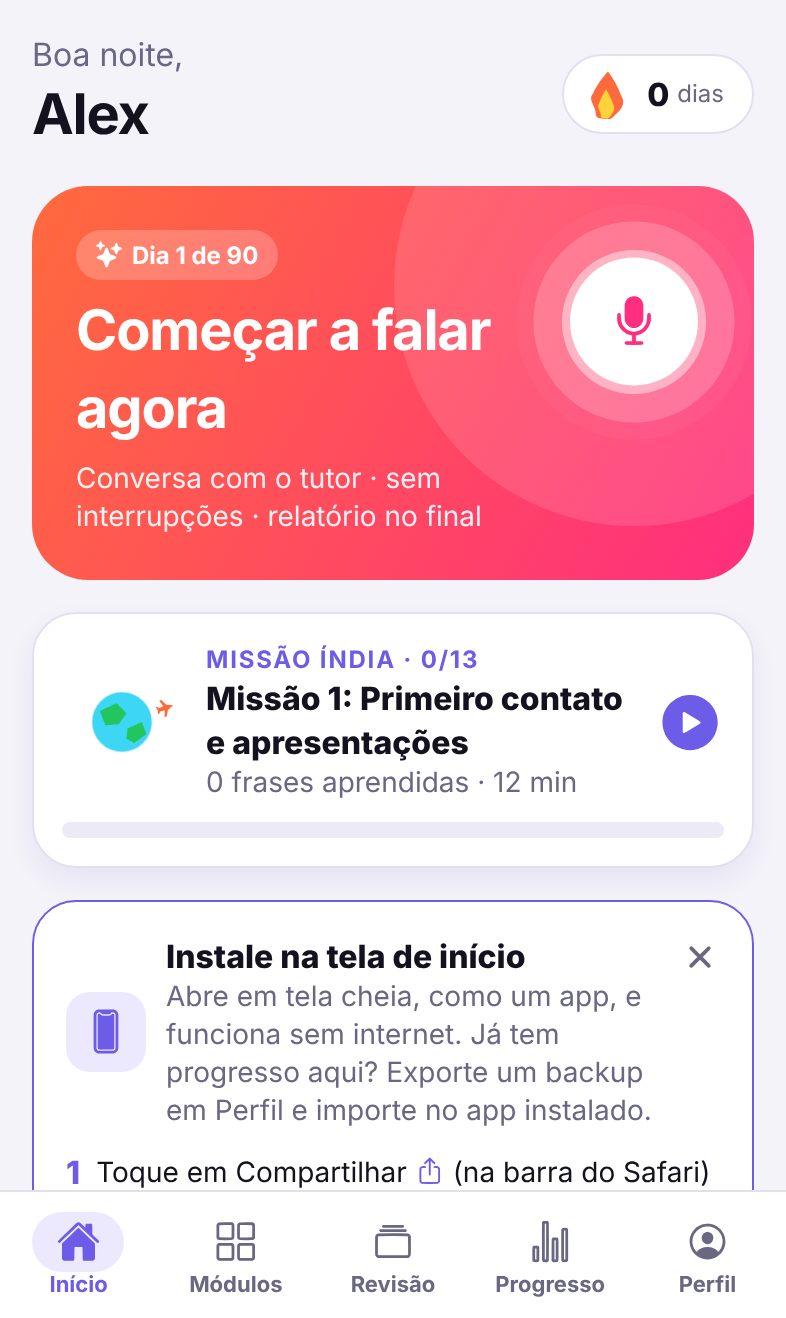 Boa noite,
Alex
0 dias
Dia 1 de 90
Começar a falar
agora
Conversa com o tutor · sem
interrupções · relatório no final
MISSÃO ÍNDIA · 0/13
Missão 1: Primeiro contato
e apresentações
0 frases aprendidas · 12 min
Instale na tela de início
Abre em tela cheia, como um app, e
funciona sem internet. Já tem
progresso aqui? Exporte um backup
em Perfil e importe no app instalado.
1 Toque em Compartilhar (na barra do Safari)
Início
Módulos
Revisão
Progresso
Perfil